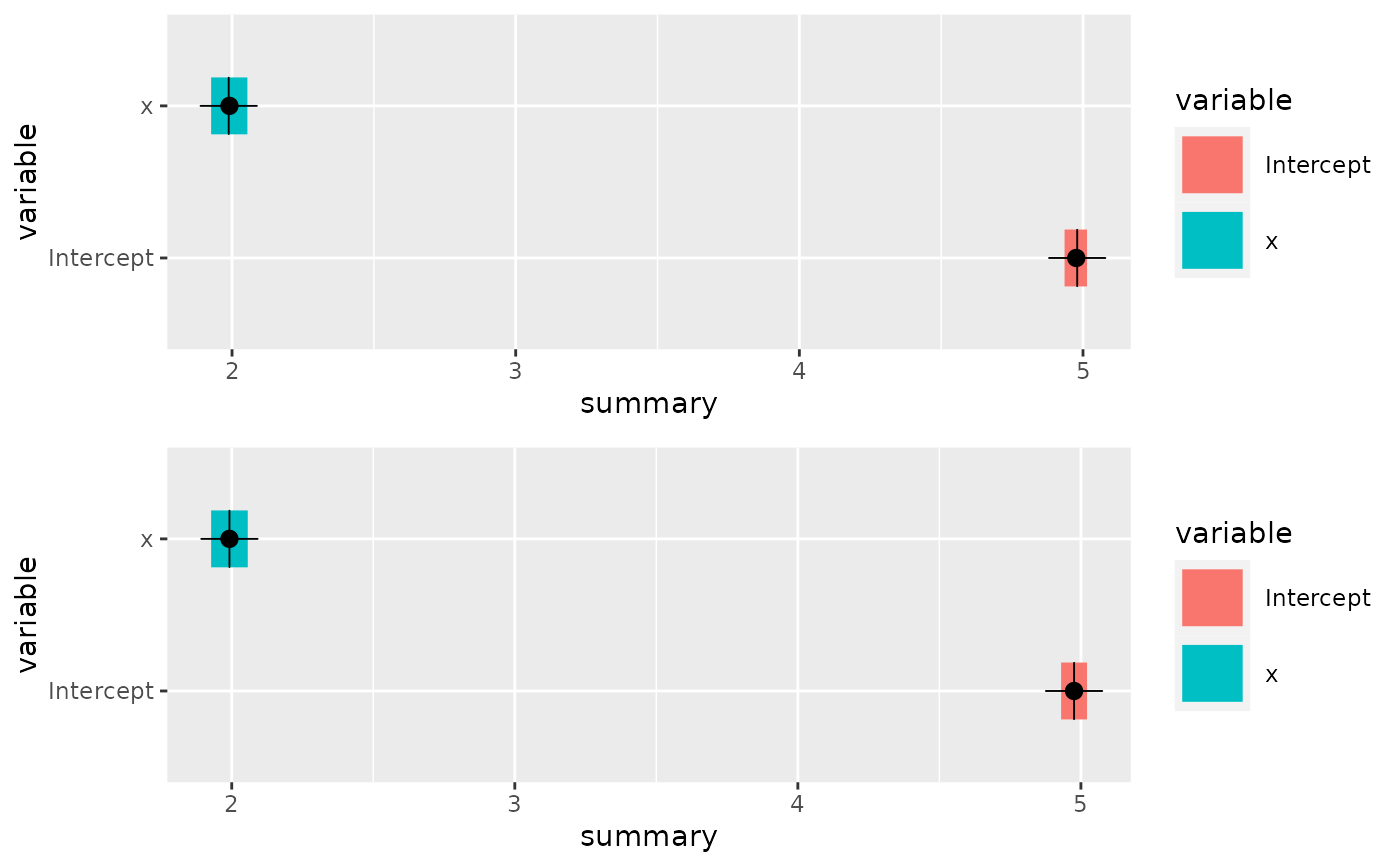 x
Intercept
variable
2 3 4 5
summary
variable
Intercept
x
x
Intercept
variable
2 3 4 5
summary
variable
Intercept
x